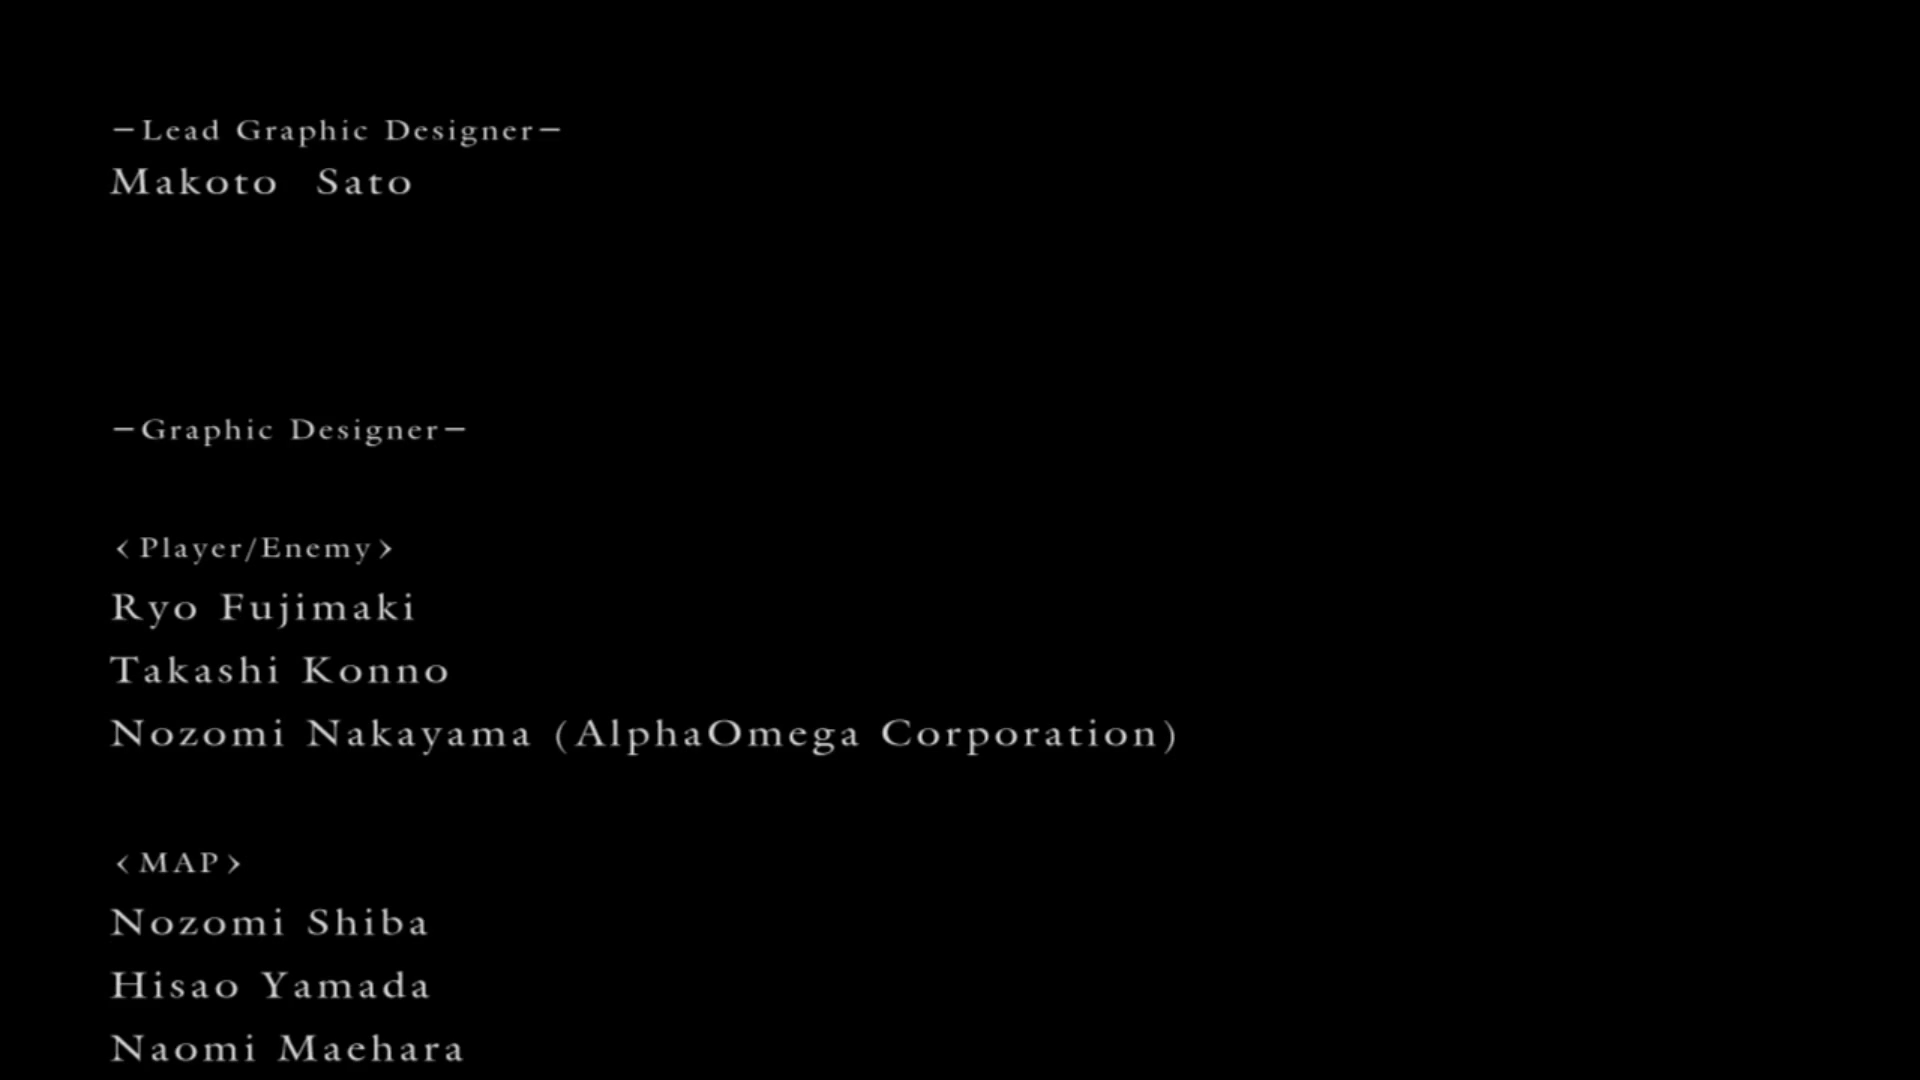 －Lead Graphic Designer－
Makoto Sato
－Graphic Designer－
<Player/Enemy>
Ryo Fujimaki
Takashi Konno
Nozomi Nakayama (AlphaOmega Corporation)
<MAP>
Nozomi Shiba
Hisao Yamada
Naomi Maehara